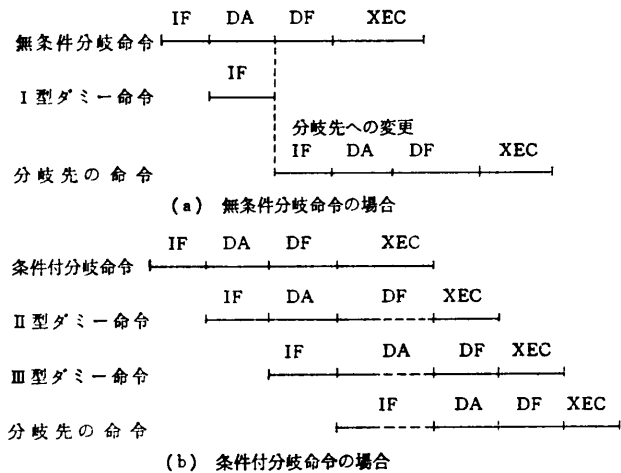 IF DA DF XEC
無条件分岐命令
IF
I型ダミー命令
分岐先への変更
IF DA DF XEC
分岐先の命令
(a) 無条件分岐命令の場合
IF DA DF XEC
条件付分岐命令
IF DA DF XEC
II型ダミー命令
IF DA DF XEC
III型ダミー命令
IF DA DF XEC
分岐先の命令
(b) 条件付分岐命令の場合